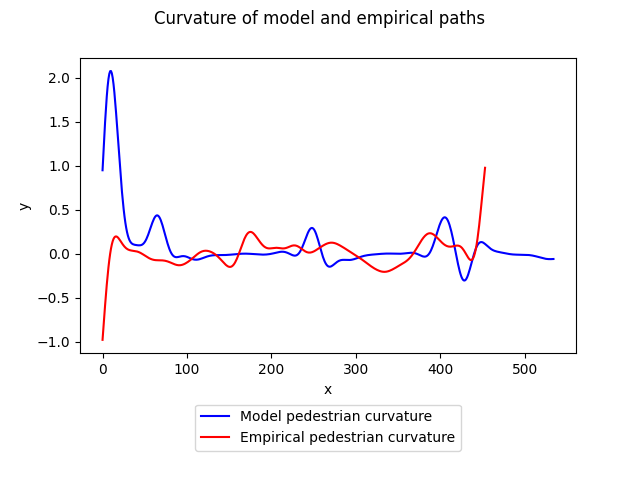 Curvature of model and empirical paths
2.0
1.5
1.0
0.5
0.0
−0.5
−1.0
y
0 100 200 300 400 500
x
Model pedestrian curvature
Empirical pedestrian curvature